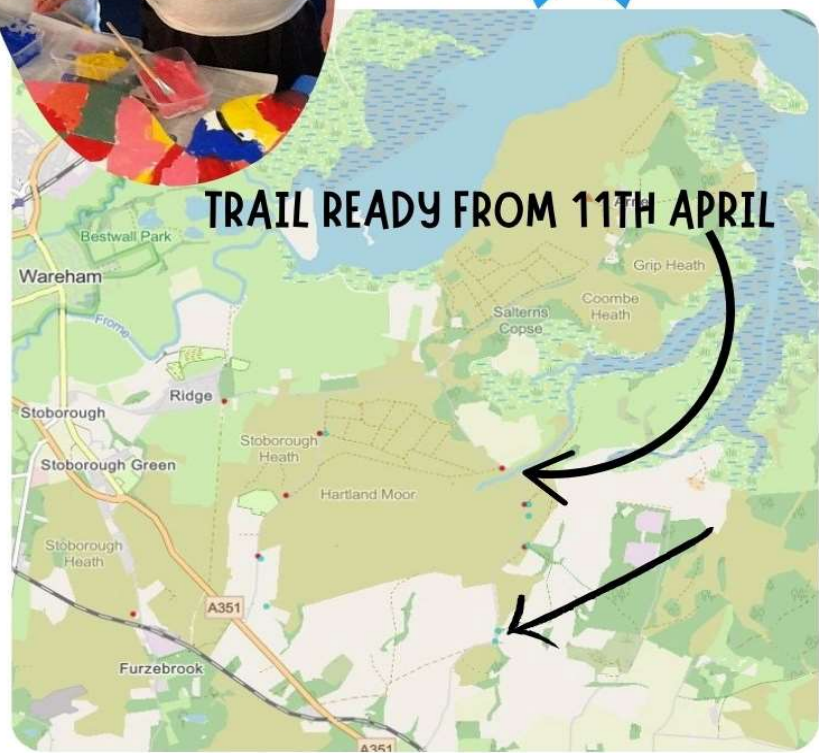 TRAIL READY FROM 11TH APRIL
Arne
Bestwall Park
Grip Heath
Wareham
Coombe
Heath
Salterns
Copse
Frome
Ridge
Stoborough
Stoborough
Heath
Stoborough Green
Hartland Moor
Stoborough
Heath
A351
Furzebrook
A351